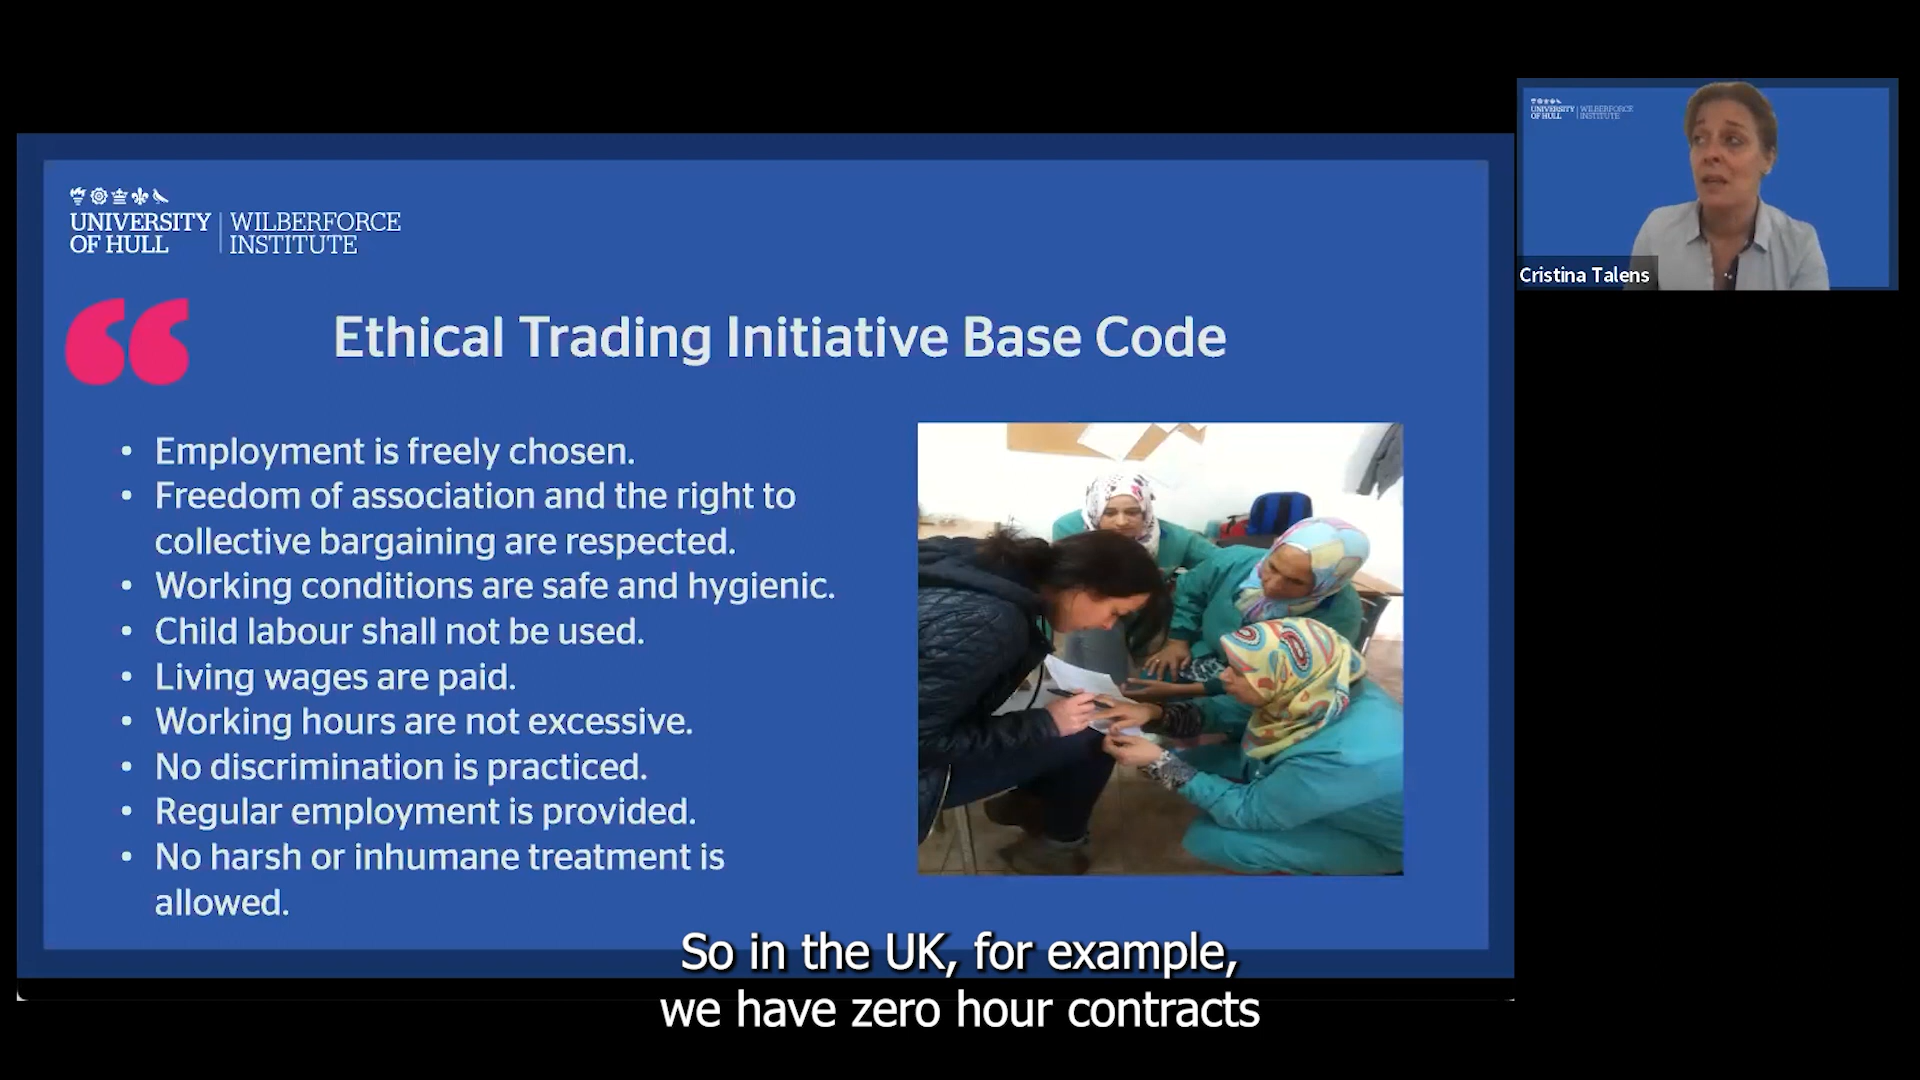 UNIVERSITY
OF HULL
WILBERFORCE
INSTITUTE
Ethical Trading Initiative Base Code
• Employment is freely chosen.
• Freedom of association and the right to
collective bargaining are respected.
• Working conditions are safe and hygienic.
• Child labour shall not be used.
• Living wages are paid.
• Working hours are not excessive.
• No discrimination is practiced.
• Regular employment is provided.
• No harsh or inhumane treatment is
allowed.
UNIVERSITY
OF HULL
WILBERFORCE
INSTITUTE
Cristina Talens
So in the UK, for example,
we have zero hour contracts